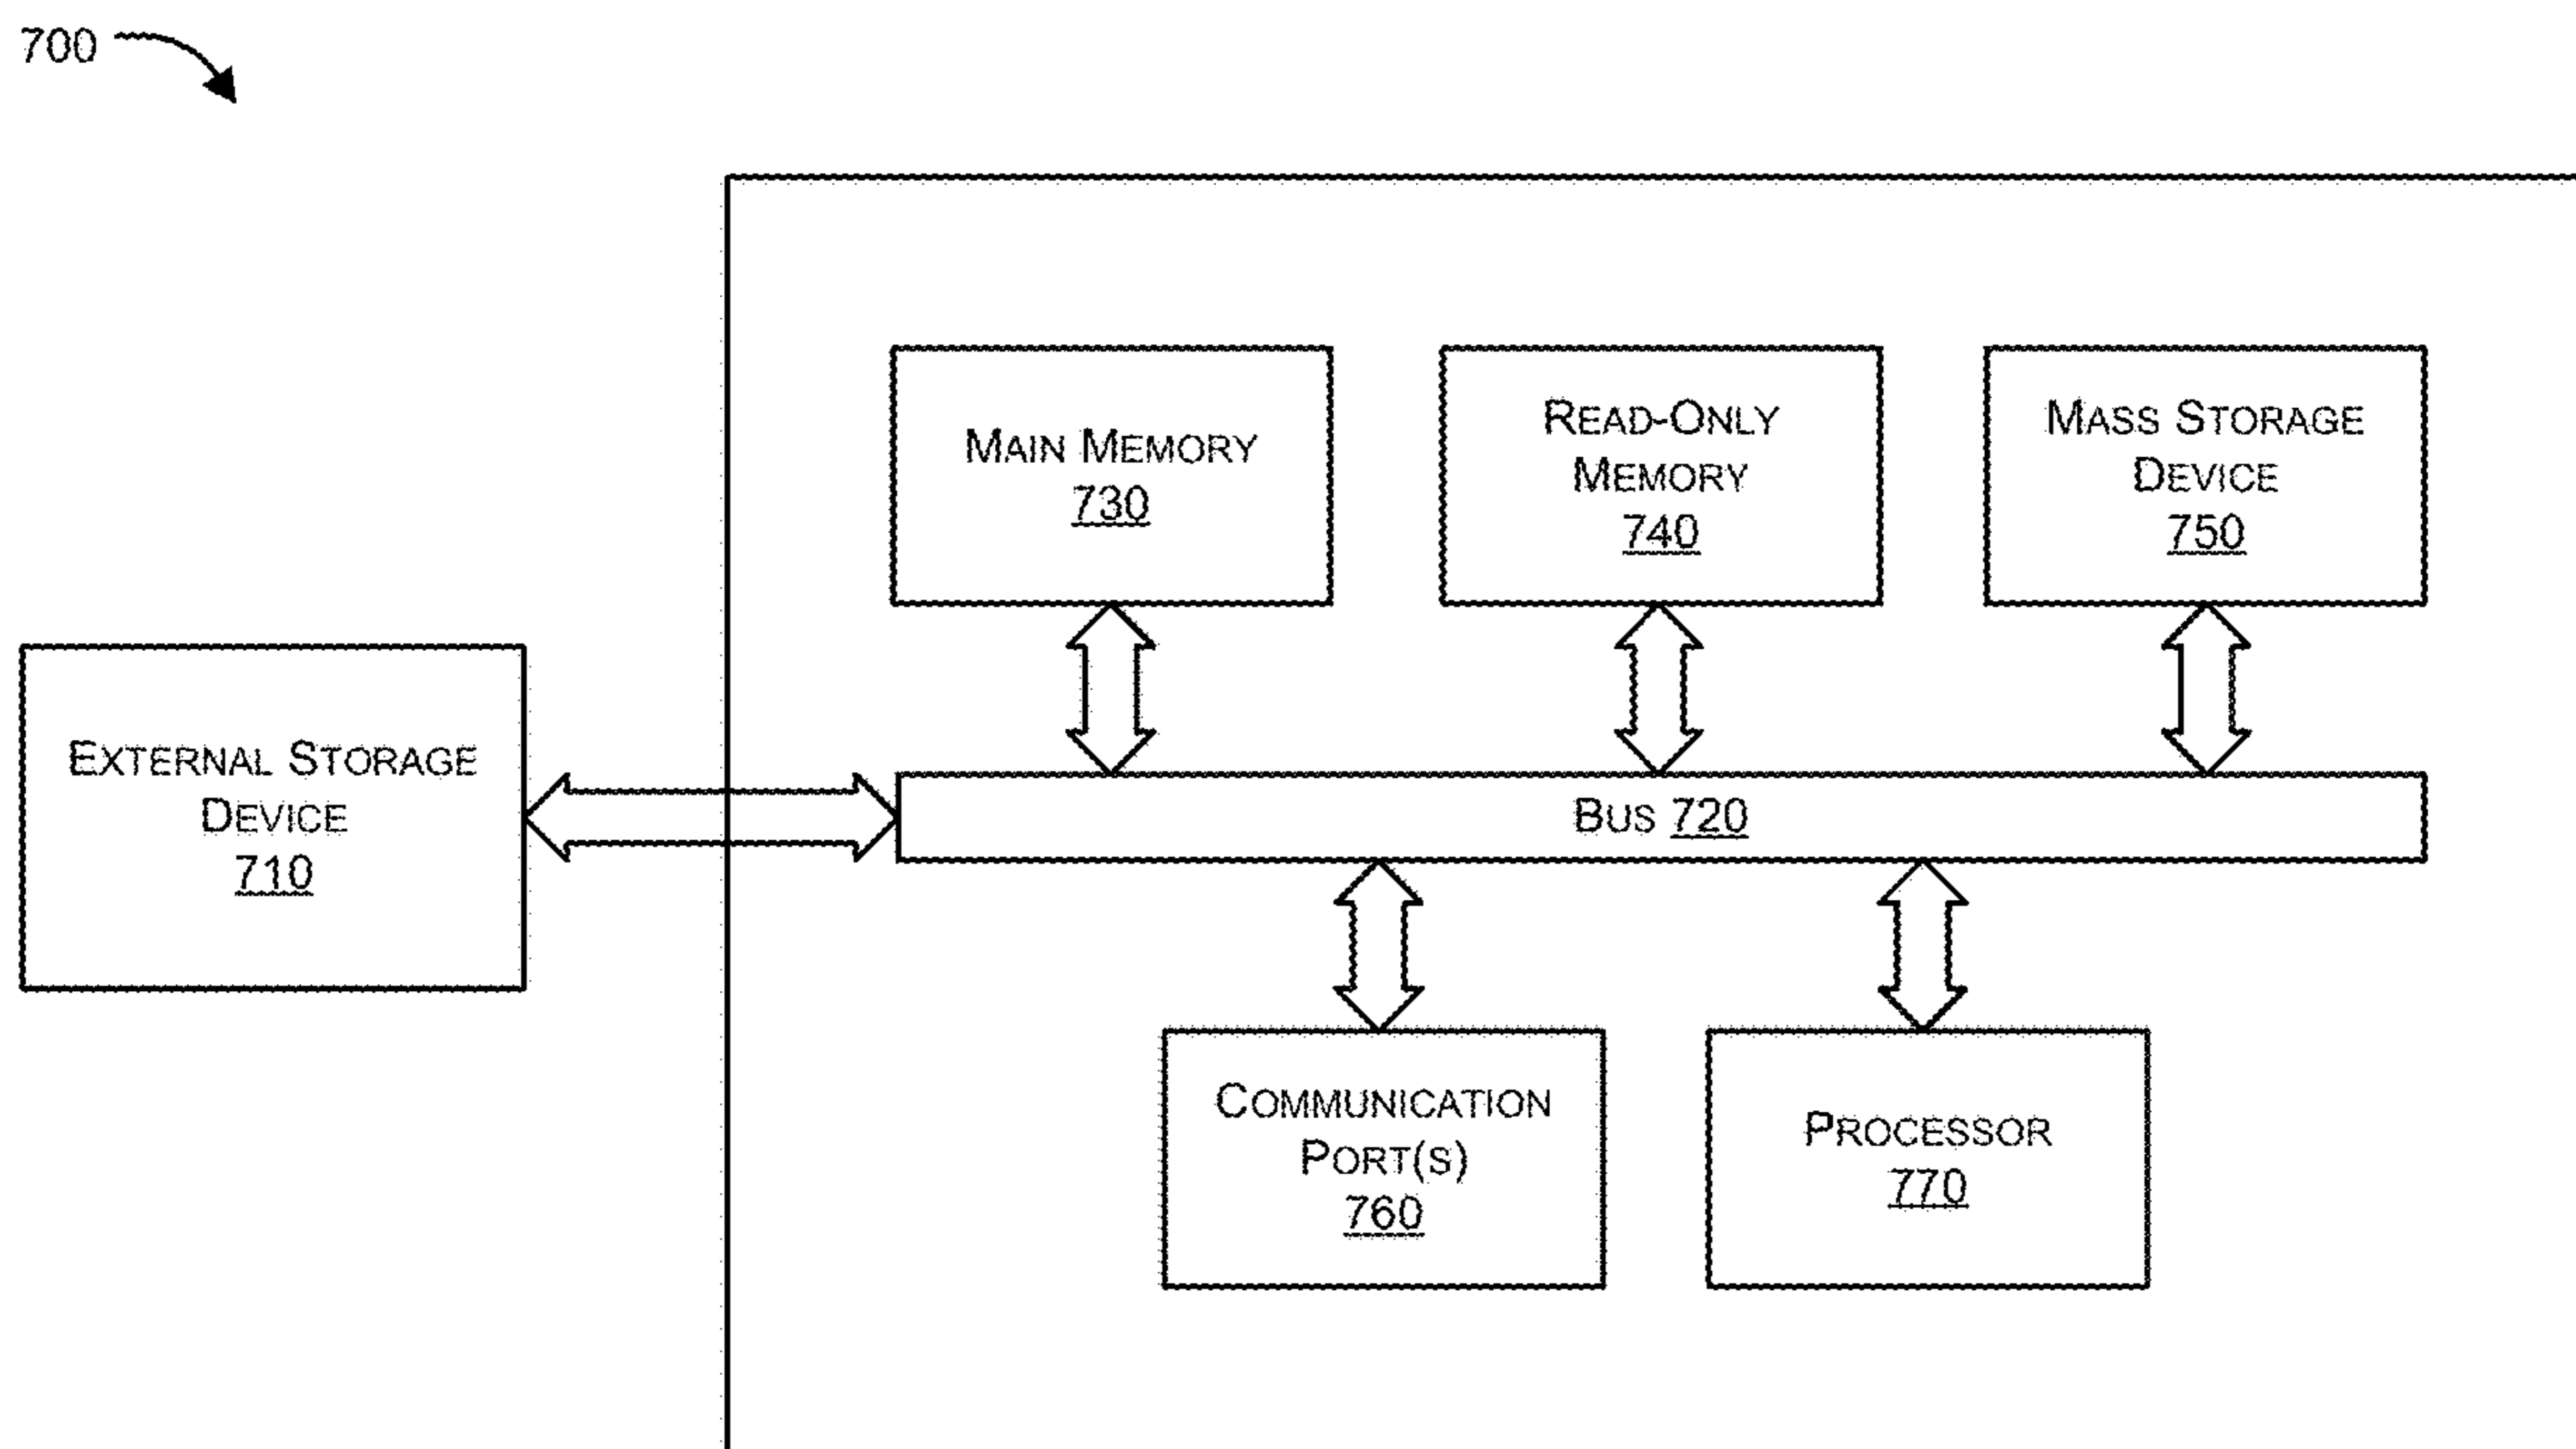 700
MAIN MEMORY
730
READ-ONLY
MEMORY
740
MASS STORAGE
DEVICE
750
EXTERNAL STORAGE
DEVICE
710
BUS 720
COMMUNICATION
PORT(S)
760
PROCESSOR
770